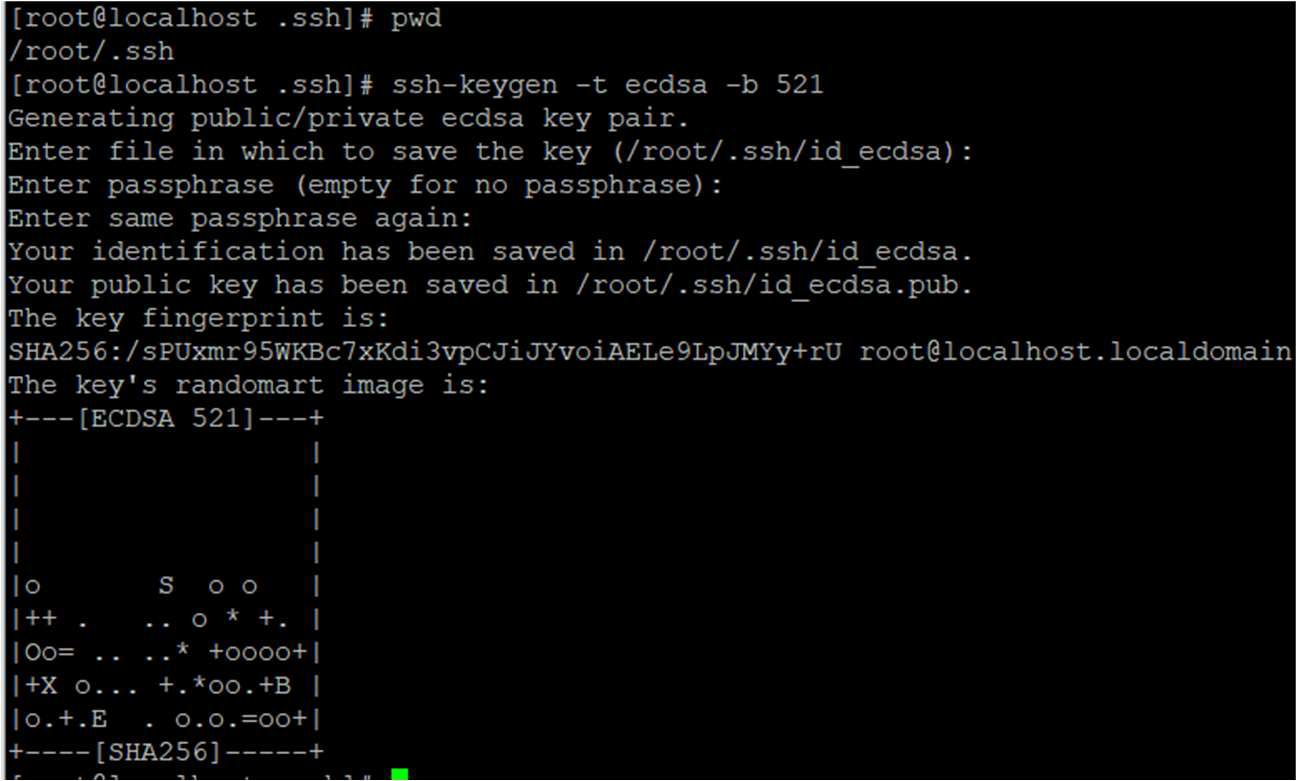 [root@localhost .ssh]# pwd
/root/.ssh
[root@localhost .ssh]# ssh-keygen -t ecdsa -b 521
Generating public/private ecdsa key pair.
Enter file in which to save the key (/root/.ssh/id_ecdsa):
Enter passphrase (empty for no passphrase):
Enter same passphrase again:
Your identification has been saved in /root/.ssh/id_ecdsa.
Your public key has been saved in /root/.ssh/id_ecdsa.pub.
The key fingerprint is:
SHA256:/sPUxmr95WKBc7xKdi3vpCJiJYvoiAELe9LpJMYy+rU root@localhost.localdomain
The key's randomart image is:
+---[ECDSA 521]---+
|                 |
|                 |
|                 |
|                 |
|o       S  o o   |
|++ .   .. o * +. |
|Oo= .. ..* +oooo+|
|+X o... +.*oo.+B |
|o.+.E  . o.o.=oo+|
+----[SHA256]-----+